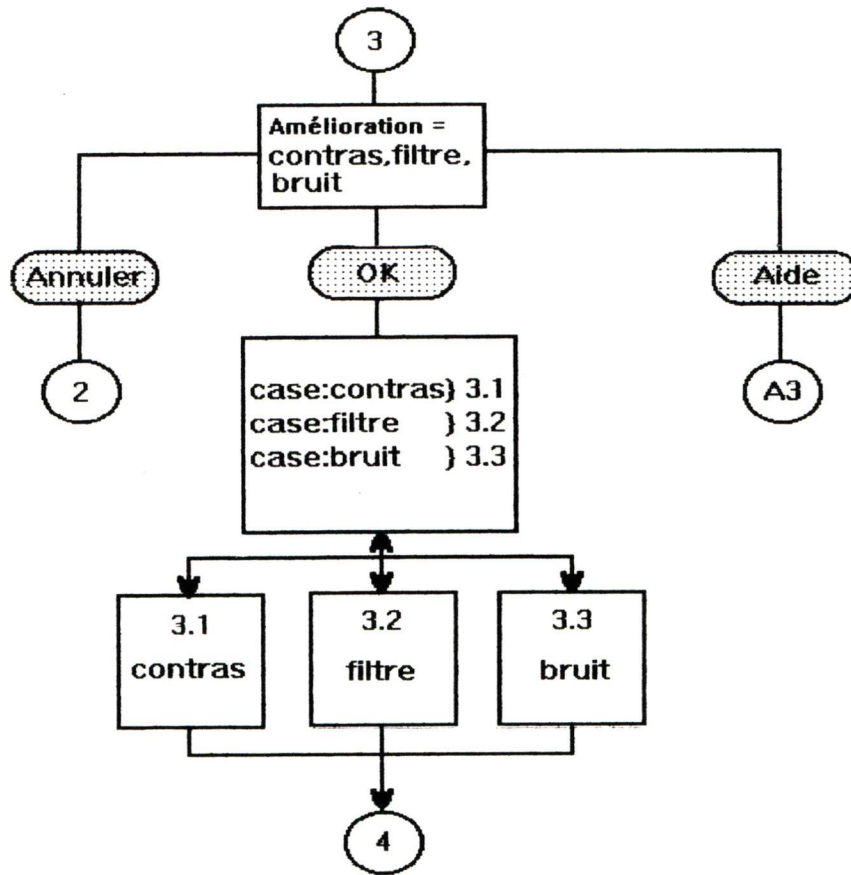 3
Amélioration =
contras,filtre,
bruit
Annuler
OK
Aide
2
case:contras} 3.1
case:filtre } 3.2
case:bruit } 3.3
A3
3.1
contras
3.2
filtre
3.3
bruit
4